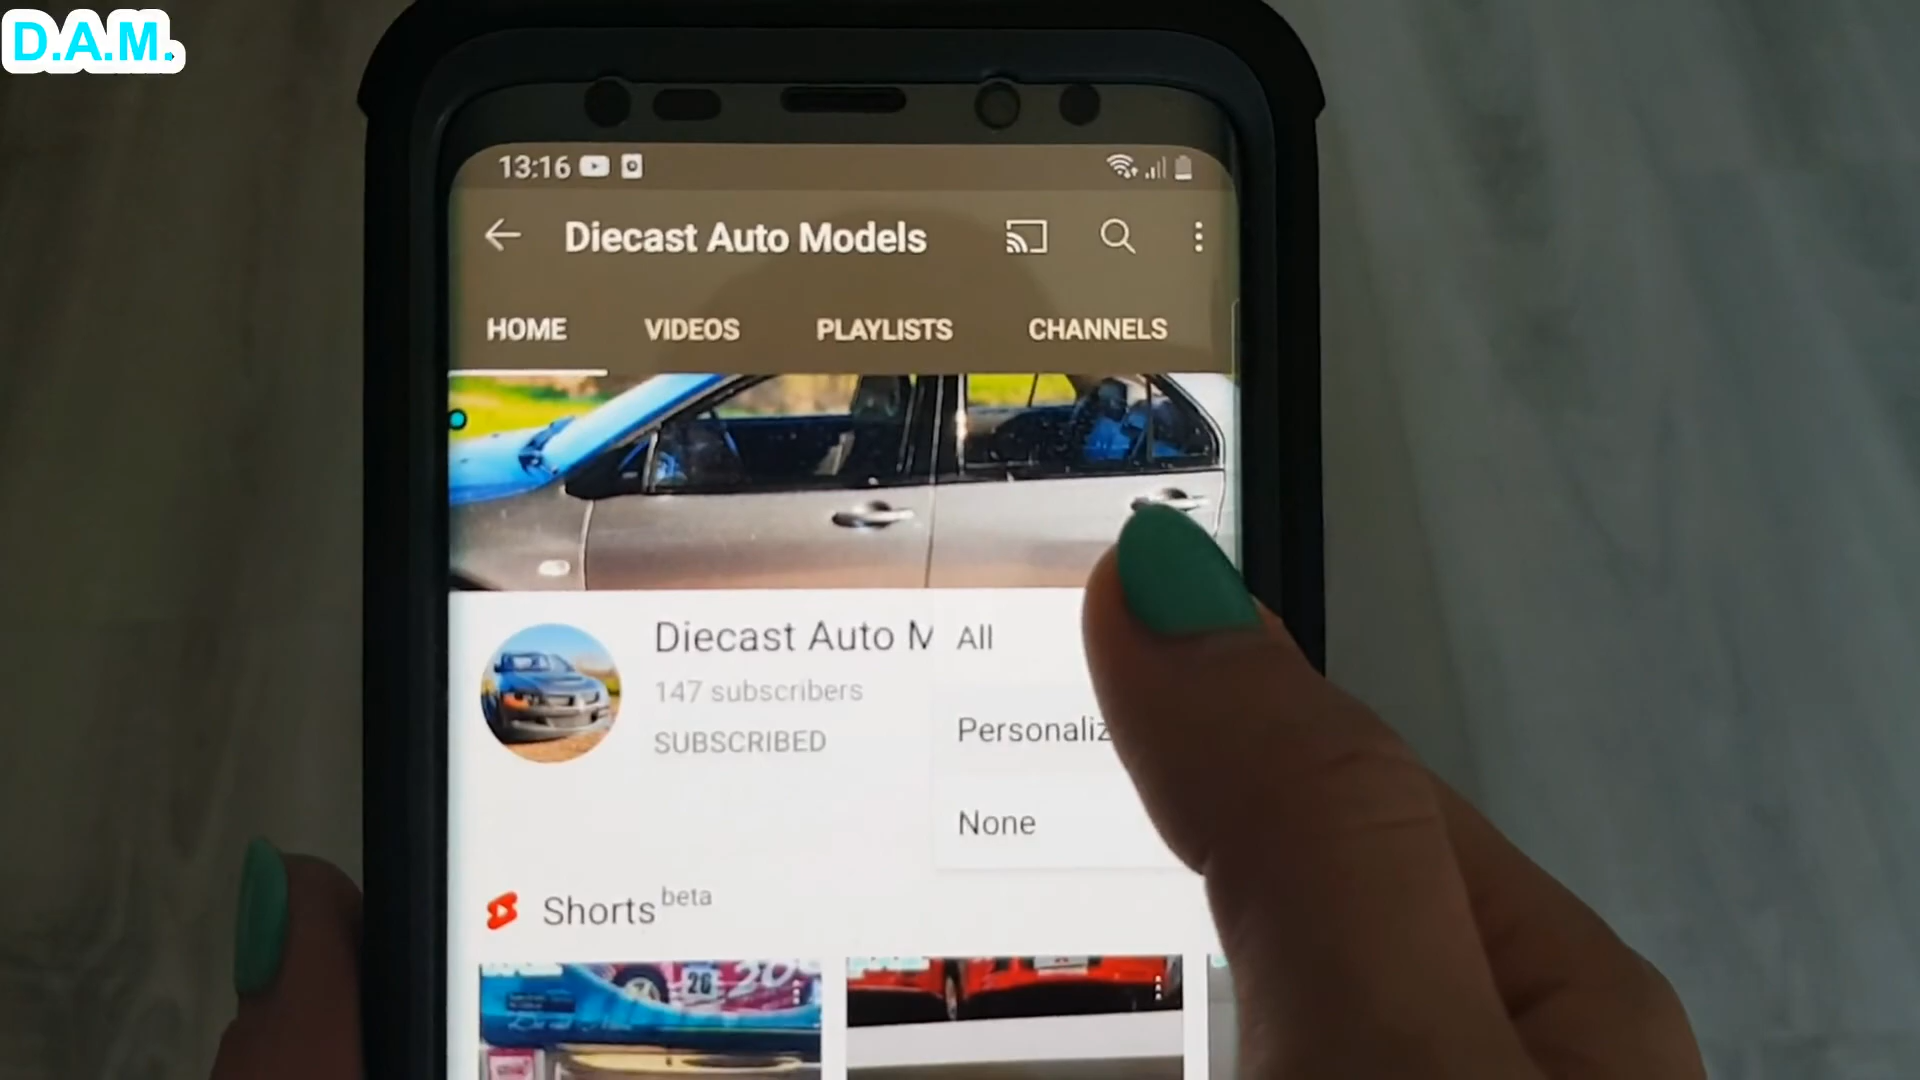 D.A.M.
13:16
Diecast Auto Models
HOME VIDEOS PLAYLISTS CHANNELS
Diecast Auto M
All
147 subscribers
SUBSCRIBED
Personaliz
None
Shorts beta
26